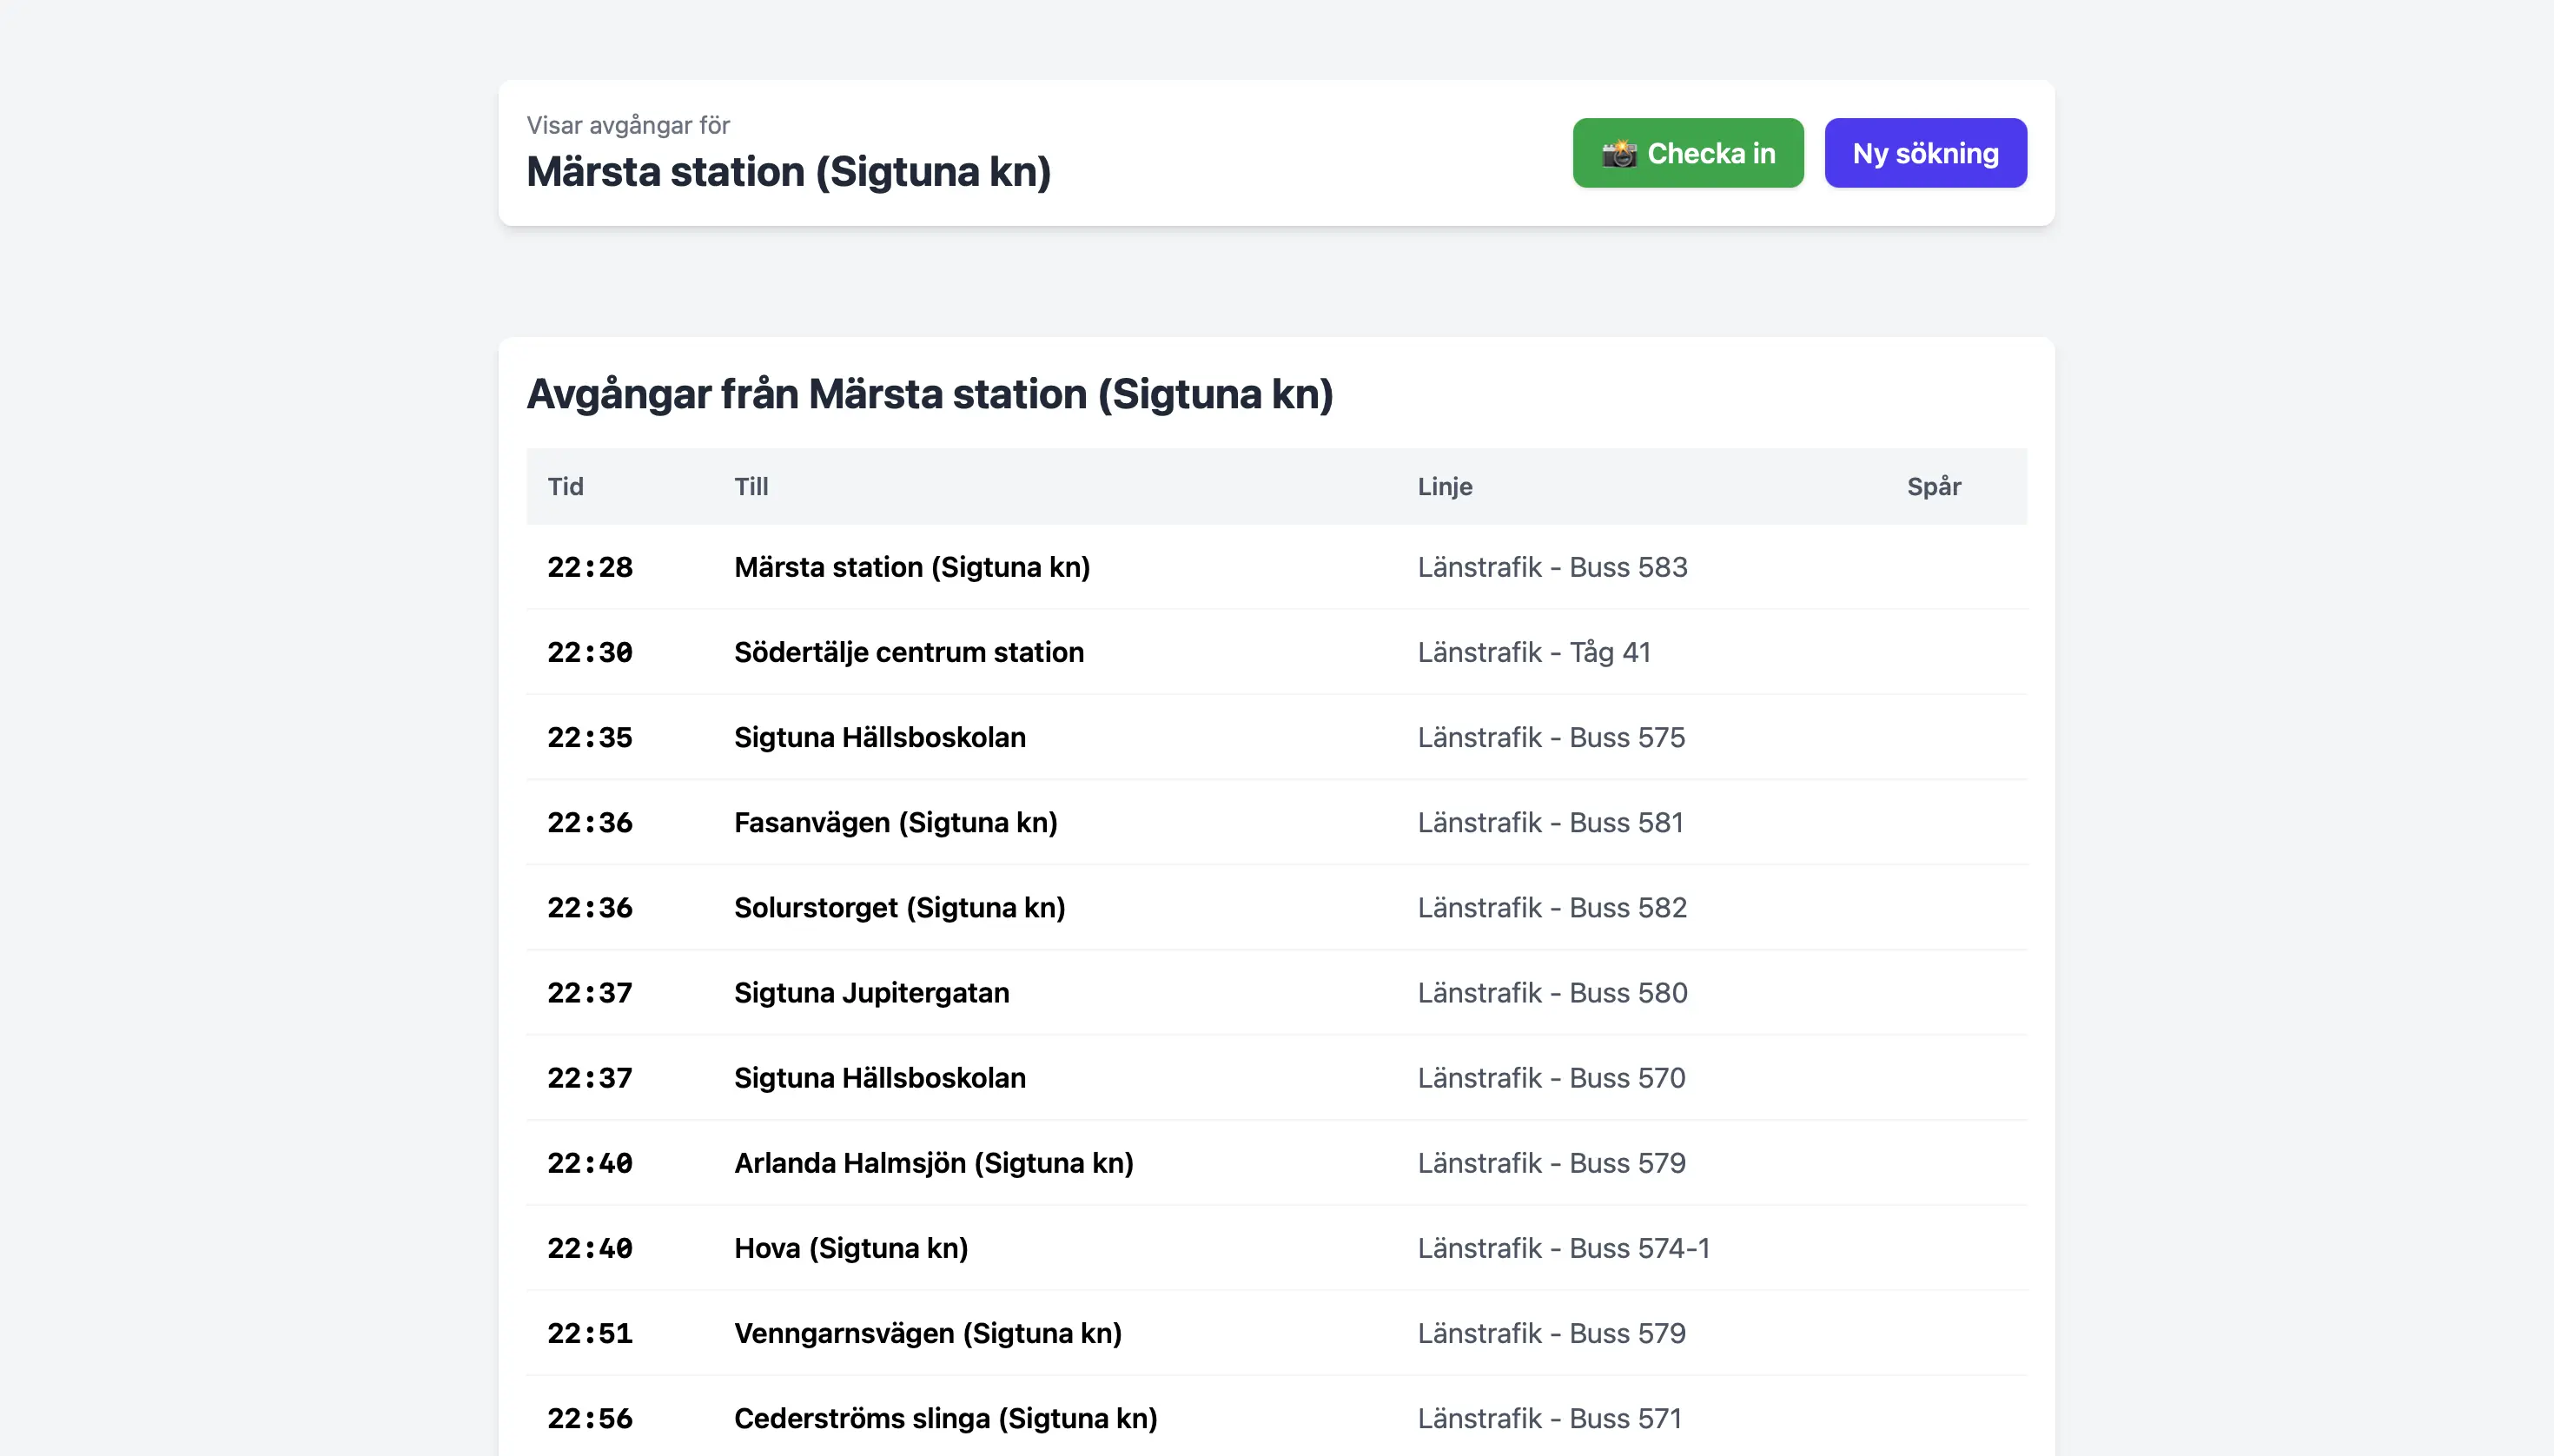 Visar avgångar för
Märsta station (Sigtuna kn)
Checka in
Ny sökning
Avgångar från Märsta station (Sigtuna kn)
Tid Till Linje Spår
22:28 Märsta station (Sigtuna kn) Länstrafik - Buss 583
22:30 Södertälje centrum station Länstrafik - Tåg 41
22:35 Sigtuna Hällsboskolan Länstrafik - Buss 575
22:36 Fasanvägen (Sigtuna kn) Länstrafik - Buss 581
22:36 Solurstorget (Sigtuna kn) Länstrafik - Buss 582
22:37 Sigtuna Jupitergatan Länstrafik - Buss 580
22:37 Sigtuna Hällsboskolan Länstrafik - Buss 570
22:40 Arlanda Halmsjön (Sigtuna kn) Länstrafik - Buss 579
22:40 Hova (Sigtuna kn) Länstrafik - Buss 574-1
22:51 Venngarnsvägen (Sigtuna kn) Länstrafik - Buss 579
22:56 Cederströms slinga (Sigtuna kn) Länstrafik - Buss 571